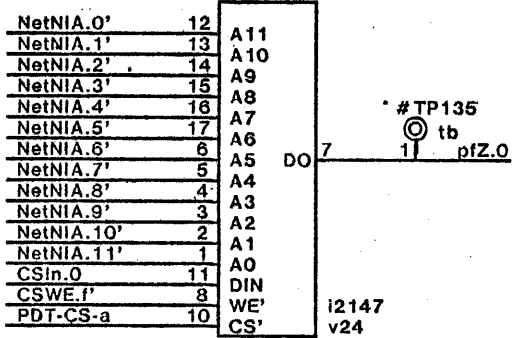 NetNIA.0' 12 A11
NetNIA.1' 13 A10
NetNIA.2' 14 A9
NetNIA.3' 15 A8
NetNIA.4' 16 A7
NetNIA.5' 17 A6
NetNIA.6' 6 A5
NetNIA.7' 5 A4
NetNIA.8' 4 A3
NetNIA.9' 3 A2
NetNIA.10' 2 A1
NetNIA.11' 1 A0
CSIn.0 11 DIN
CSWE.f' 8 WE'
PDT-CS-a 10 CS'
DO 7 1 pfZ.0
#TP135
tb
i2147
v24